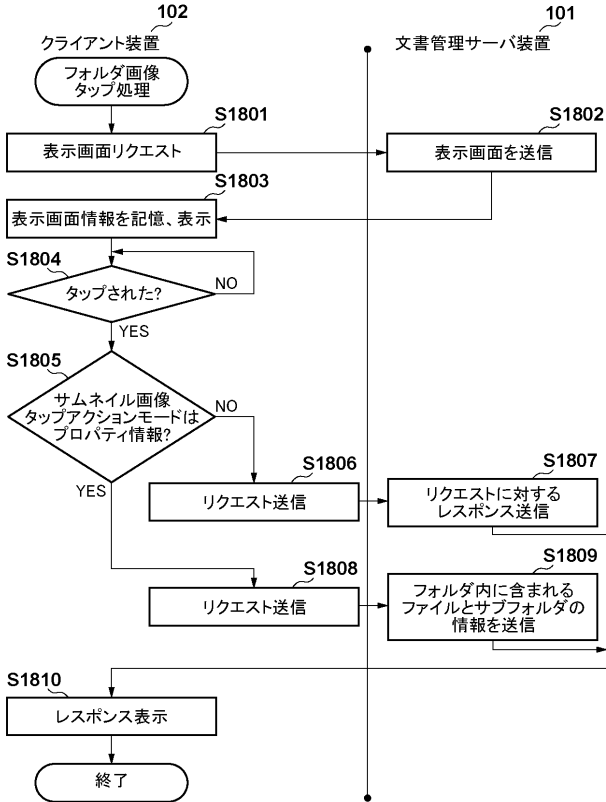 102
クライアント装置
101
文書管理サーバ装置
フォルダ画像
タップ処理
S1801
表示画面リクエスト
S1802
表示画面を送信
S1803
表示画面情報を記憶、表示
S1804
タップされた?
NO
YES
S1805
サムネイル画像
タップアクションモードは
プロパティ情報?
NO
YES
S1806
リクエスト送信
S1807
リクエストに対する
レスポンス送信
S1808
リクエスト送信
S1809
フォルダ内に含まれる
ファイルとサブフォルダの
情報を送信
S1810
レスポンス表示
終了